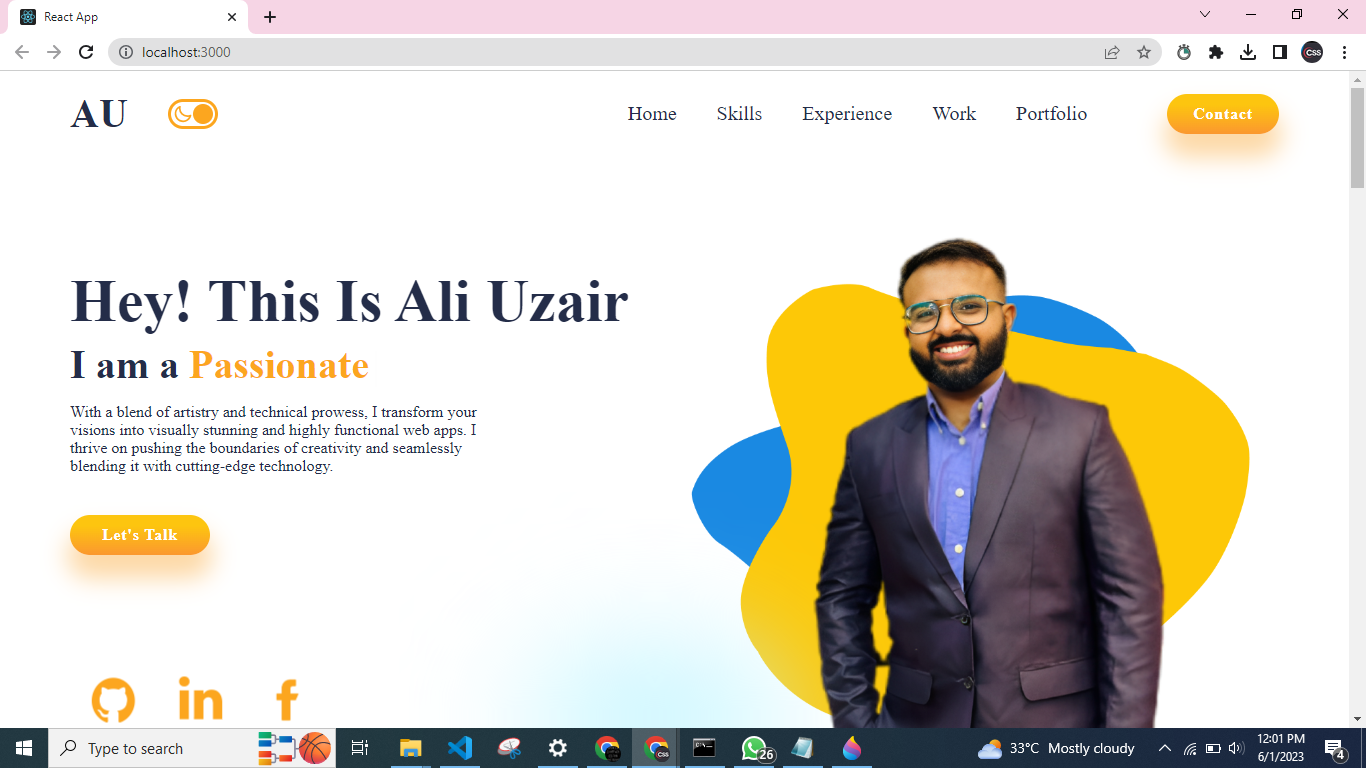 React App
localhost:3000
CSS
AU
Home Skills Experience Work Portfolio Contact
Hey! This Is Ali Uzair
I am a Passionate
With a blend of artistry and technical prowess, I transform your
visions into visually stunning and highly functional web apps. I
thrive on pushing the boundaries of creativity and seamlessly
blending it with cutting-edge technology.
Let's Talk
in f
Type to search
CSS
26
33°C Mostly cloudy
12:01 PM
6/1/2023
4